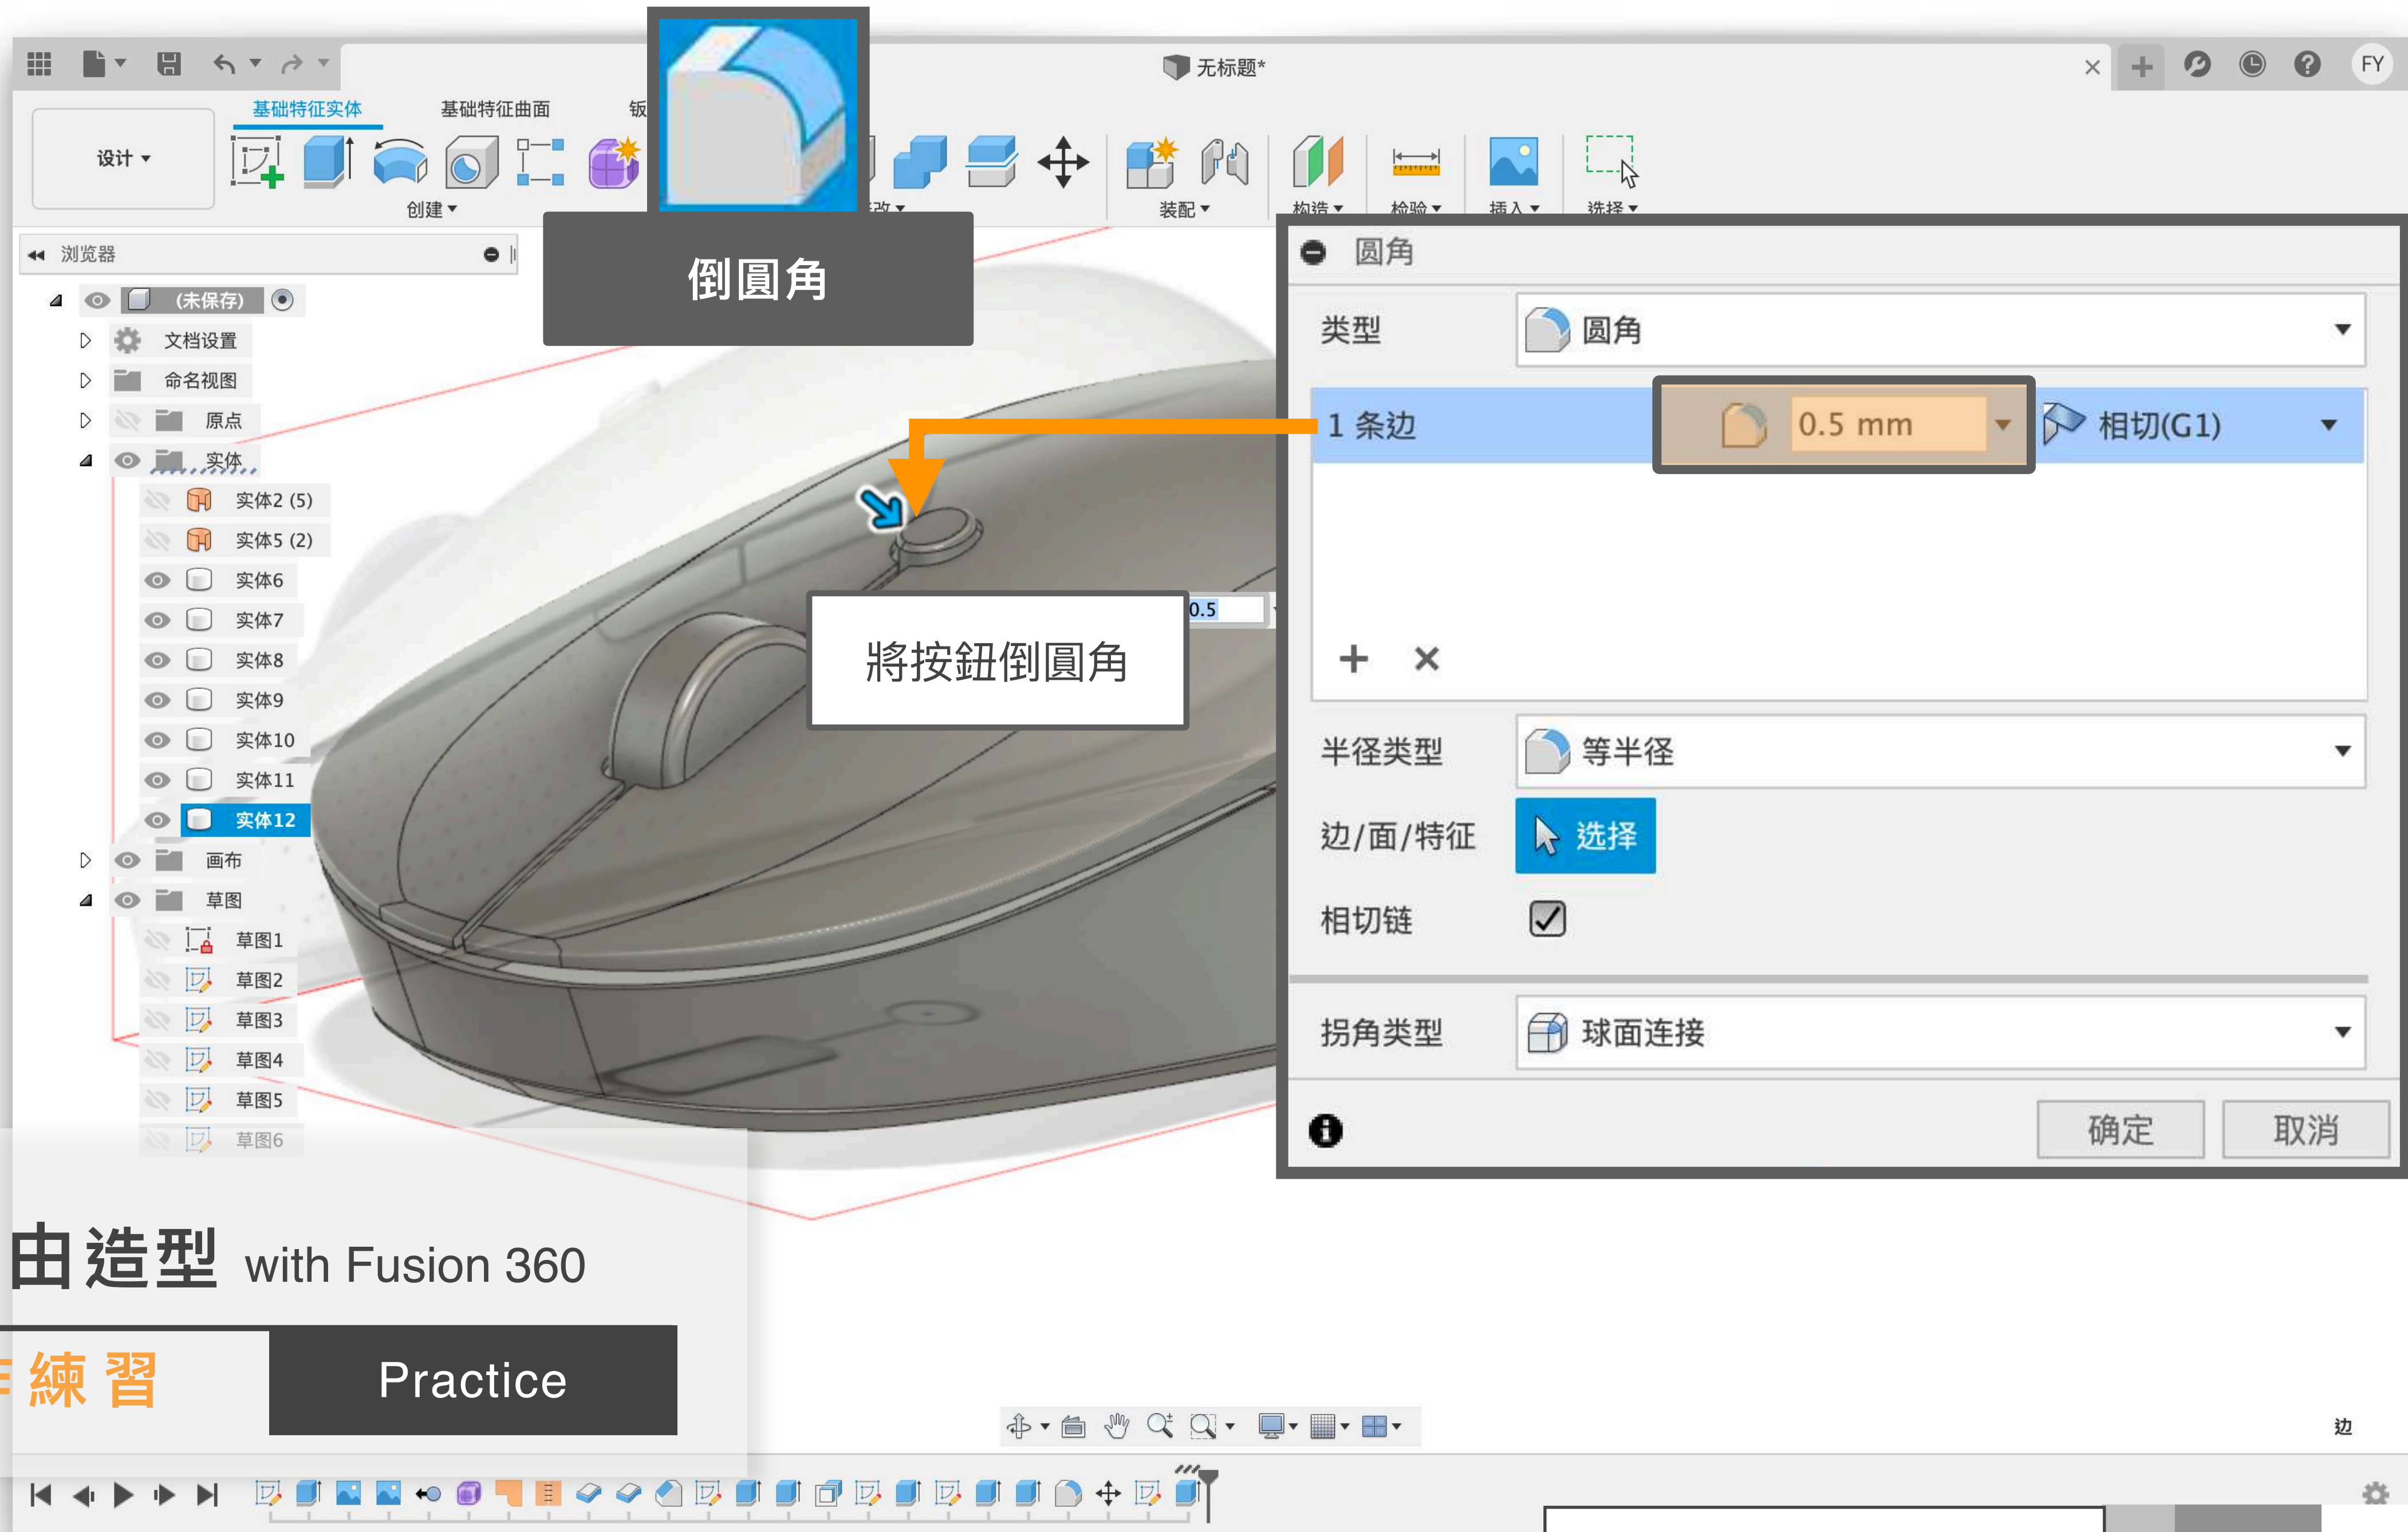 无标题*
FY
基础特征实体
基础特征曲面
钣
设计
创建
改
装配
构造
检验
插入
选择
倒圓角
浏览器
(未保存)
文档设置
命名视图
原点
实体
实体2 (5)
实体5 (2)
实体6
实体7
实体8
实体9
实体10
实体11
实体12
画布
草图
草图1
草图2
草图3
草图4
草图5
草图6
0.5
將按鈕倒圓角
圆角
类型
圆角
1 条边
0.5 mm
相切(G1)
半径类型
等半径
边/面/特征
选择
相切链
拐角类型
球面连接
确定
取消
由造型 with Fusion 360
練習
Practice
边